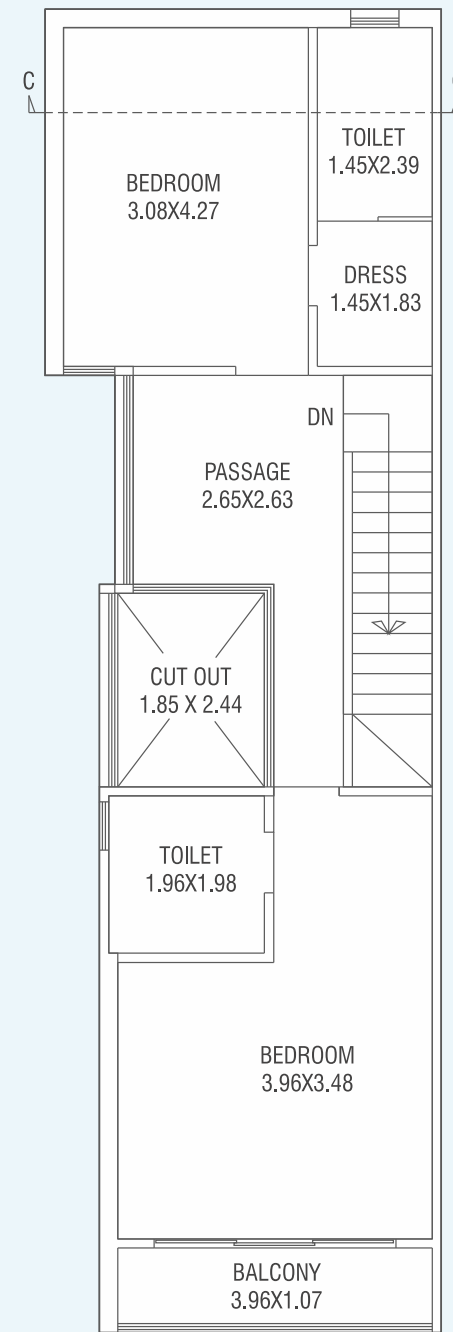 C
TOILET
1.45X2.39
BEDROOM
3.08X4.27
DRESS
1.45X1.83
DN
PASSAGE
2.65X2.63
CUT OUT
1.85 X 2.44
TOILET
1.96X1.98
BEDROOM
3.96X3.48
BALCONY
3.96X1.07